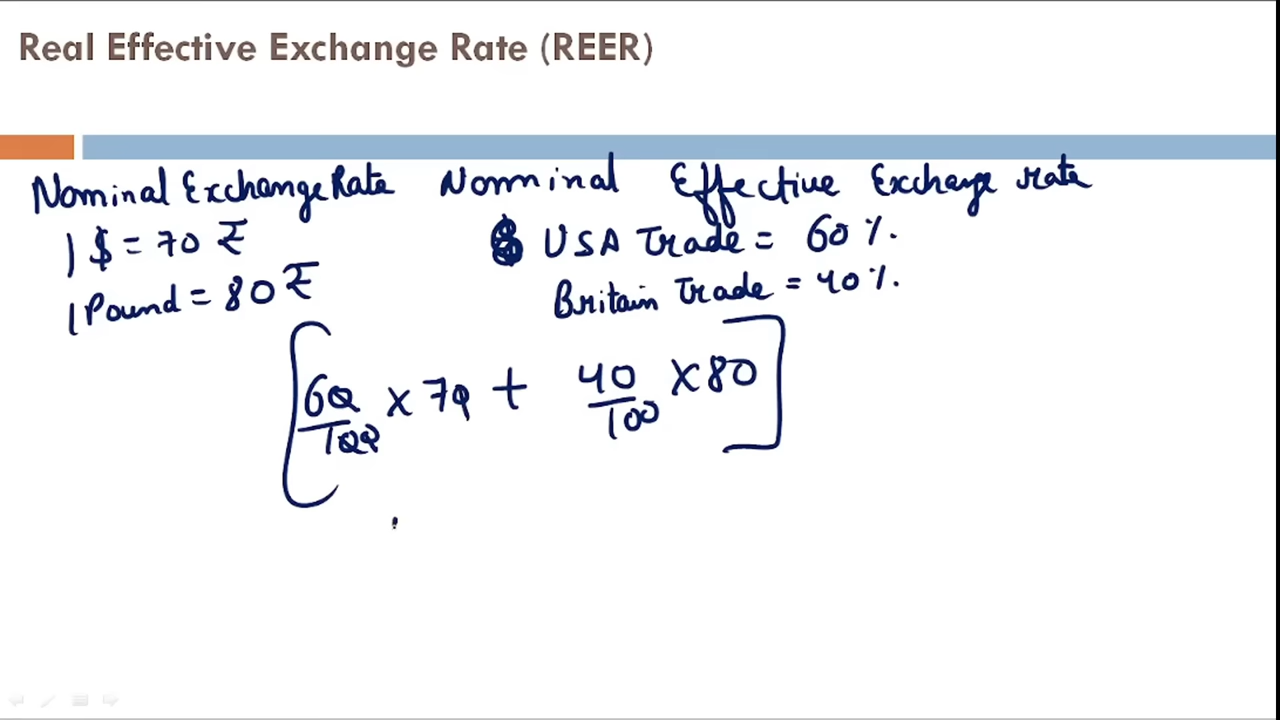 Real Effective Exchange Rate (REER)
Nominal Exchange Rate Nominal Effective Exchange rate
1 $ = 70 ₹
$ USA Trade = 60 %.
1 Pound = 80 ₹
Britain Trade = 40 %.
[60/100 × 70 + 40/100 × 80]